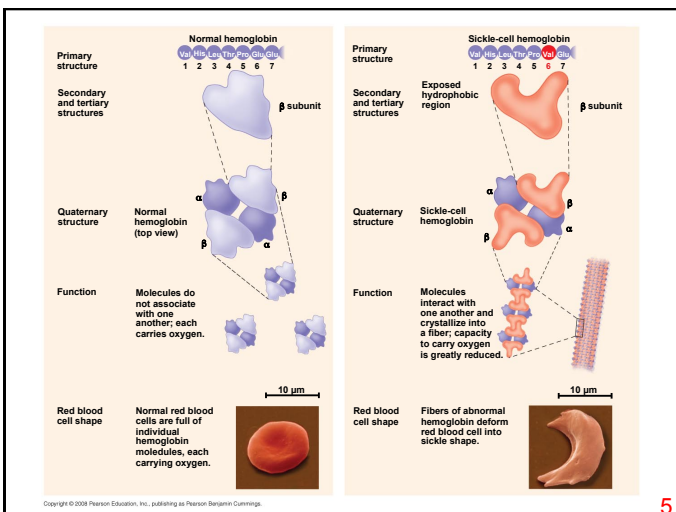 Normal hemoglobin
Primary
structure
Val His Leu Thr Pro Glu Glu
1 2 3 4 5 6 7
Secondary
and tertiary
structures
β subunit
α
β
Quaternary
structure
Normal
hemoglobin
(top view)
β
α
Function
Molecules do
not associate
with one
another; each
carries oxygen.
10 µm
Red blood
cell shape
Normal red blood
cells are full of
individual
hemoglobin
moledules, each
carrying oxygen.
Sickle-cell hemoglobin
Primary
structure
Val His Leu Thr Pro Val Glu
1 2 3 4 5 6 7
Secondary
and tertiary
structures
Exposed
hydrophobic
region
β subunit
α
β
Quaternary
structure
Sickle-cell
hemoglobin
β
α
Function
Molecules
interact with
one another and
crystallize into
a fiber; capacity
to carry oxygen
is greatly reduced.
10 µm
Red blood
cell shape
Fibers of abnormal
hemoglobin deform
red blood cell into
sickle shape.
Copyright © 2008 Pearson Education, Inc., publishing as Pearson Benjamin Cummings.
5